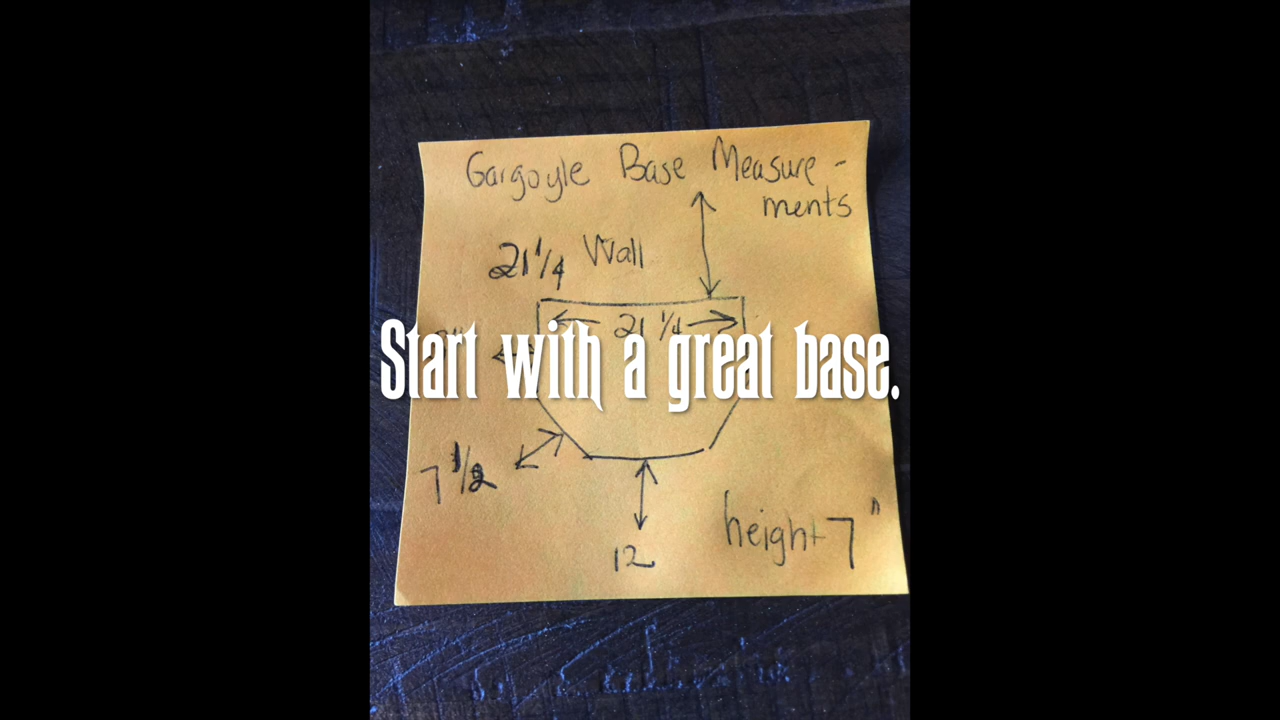 Gargoyle Base Measure-
ments
21 1/4 Wall
21 1/4
Start with a great base.
7 1/2
height 7"
12